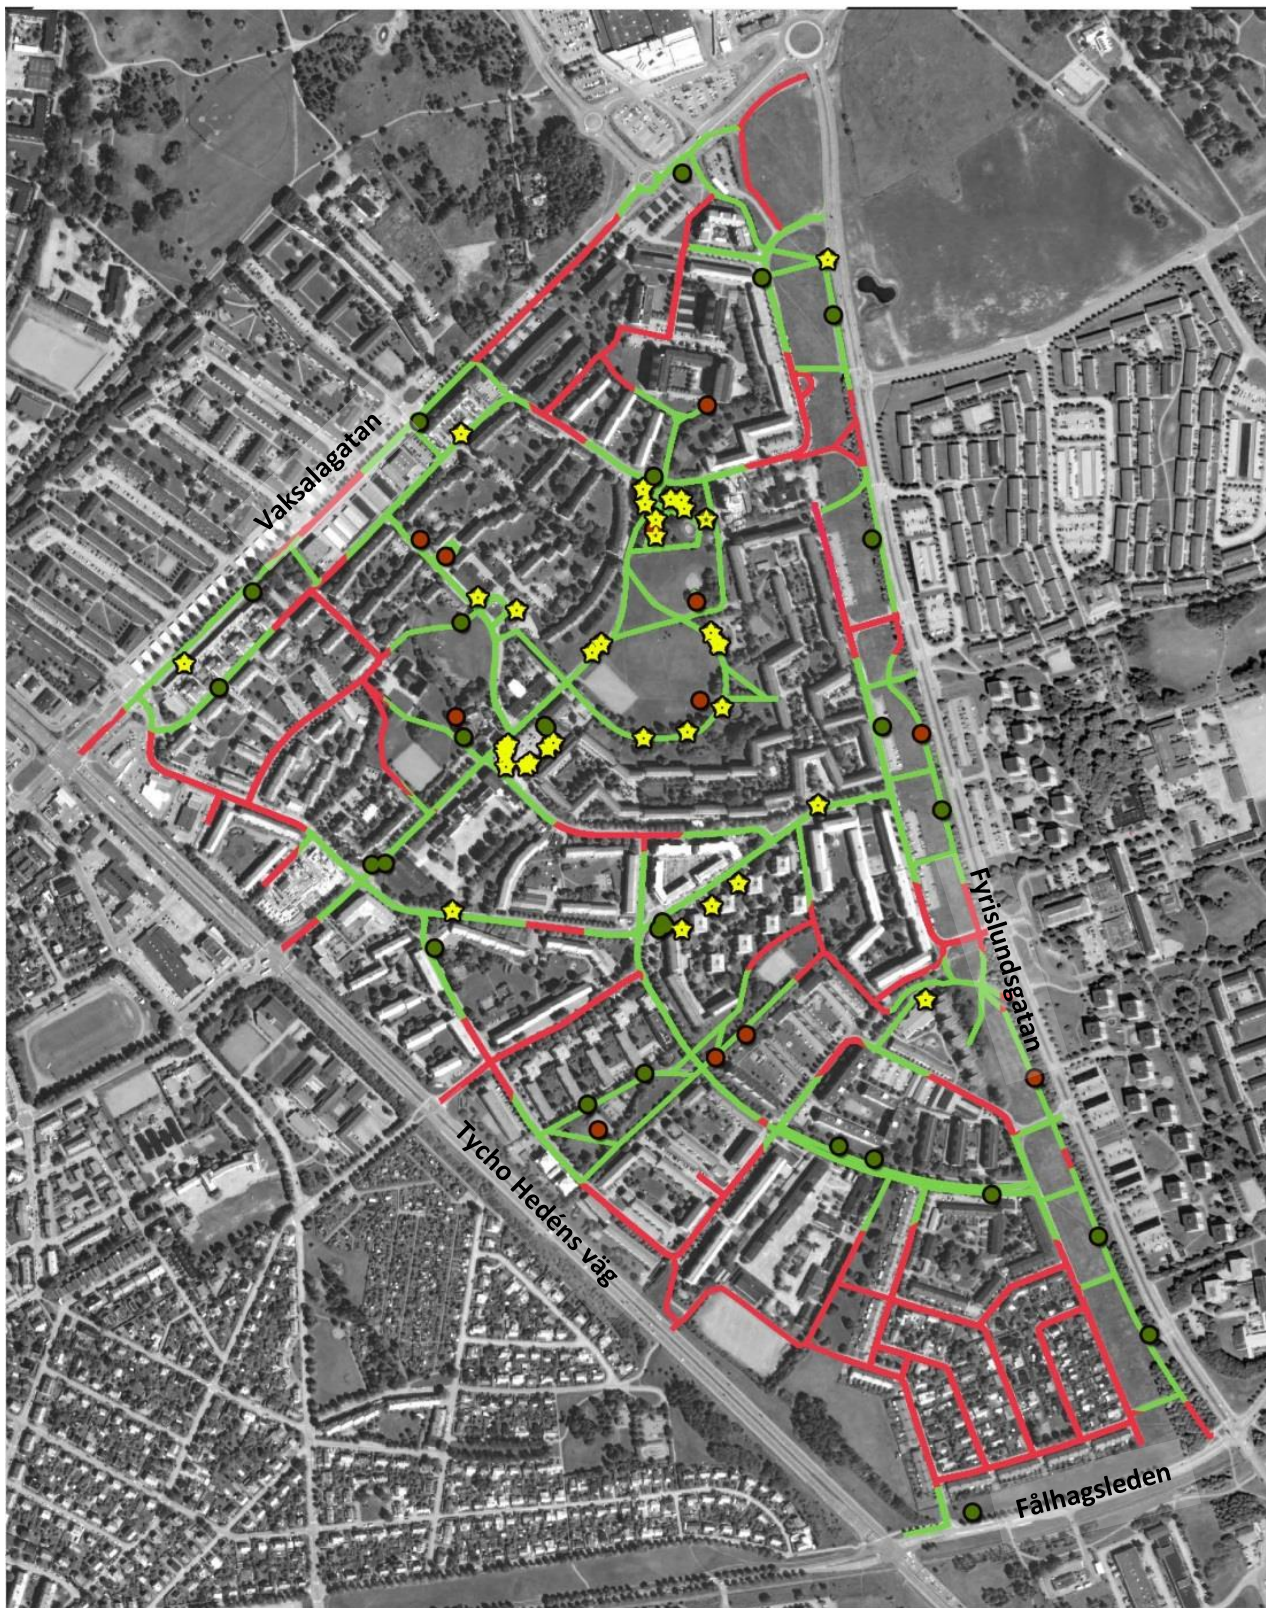 Vaksalagatan
Fyrislundsgatan
Tycho Hedéns väg
Fålhagsleden